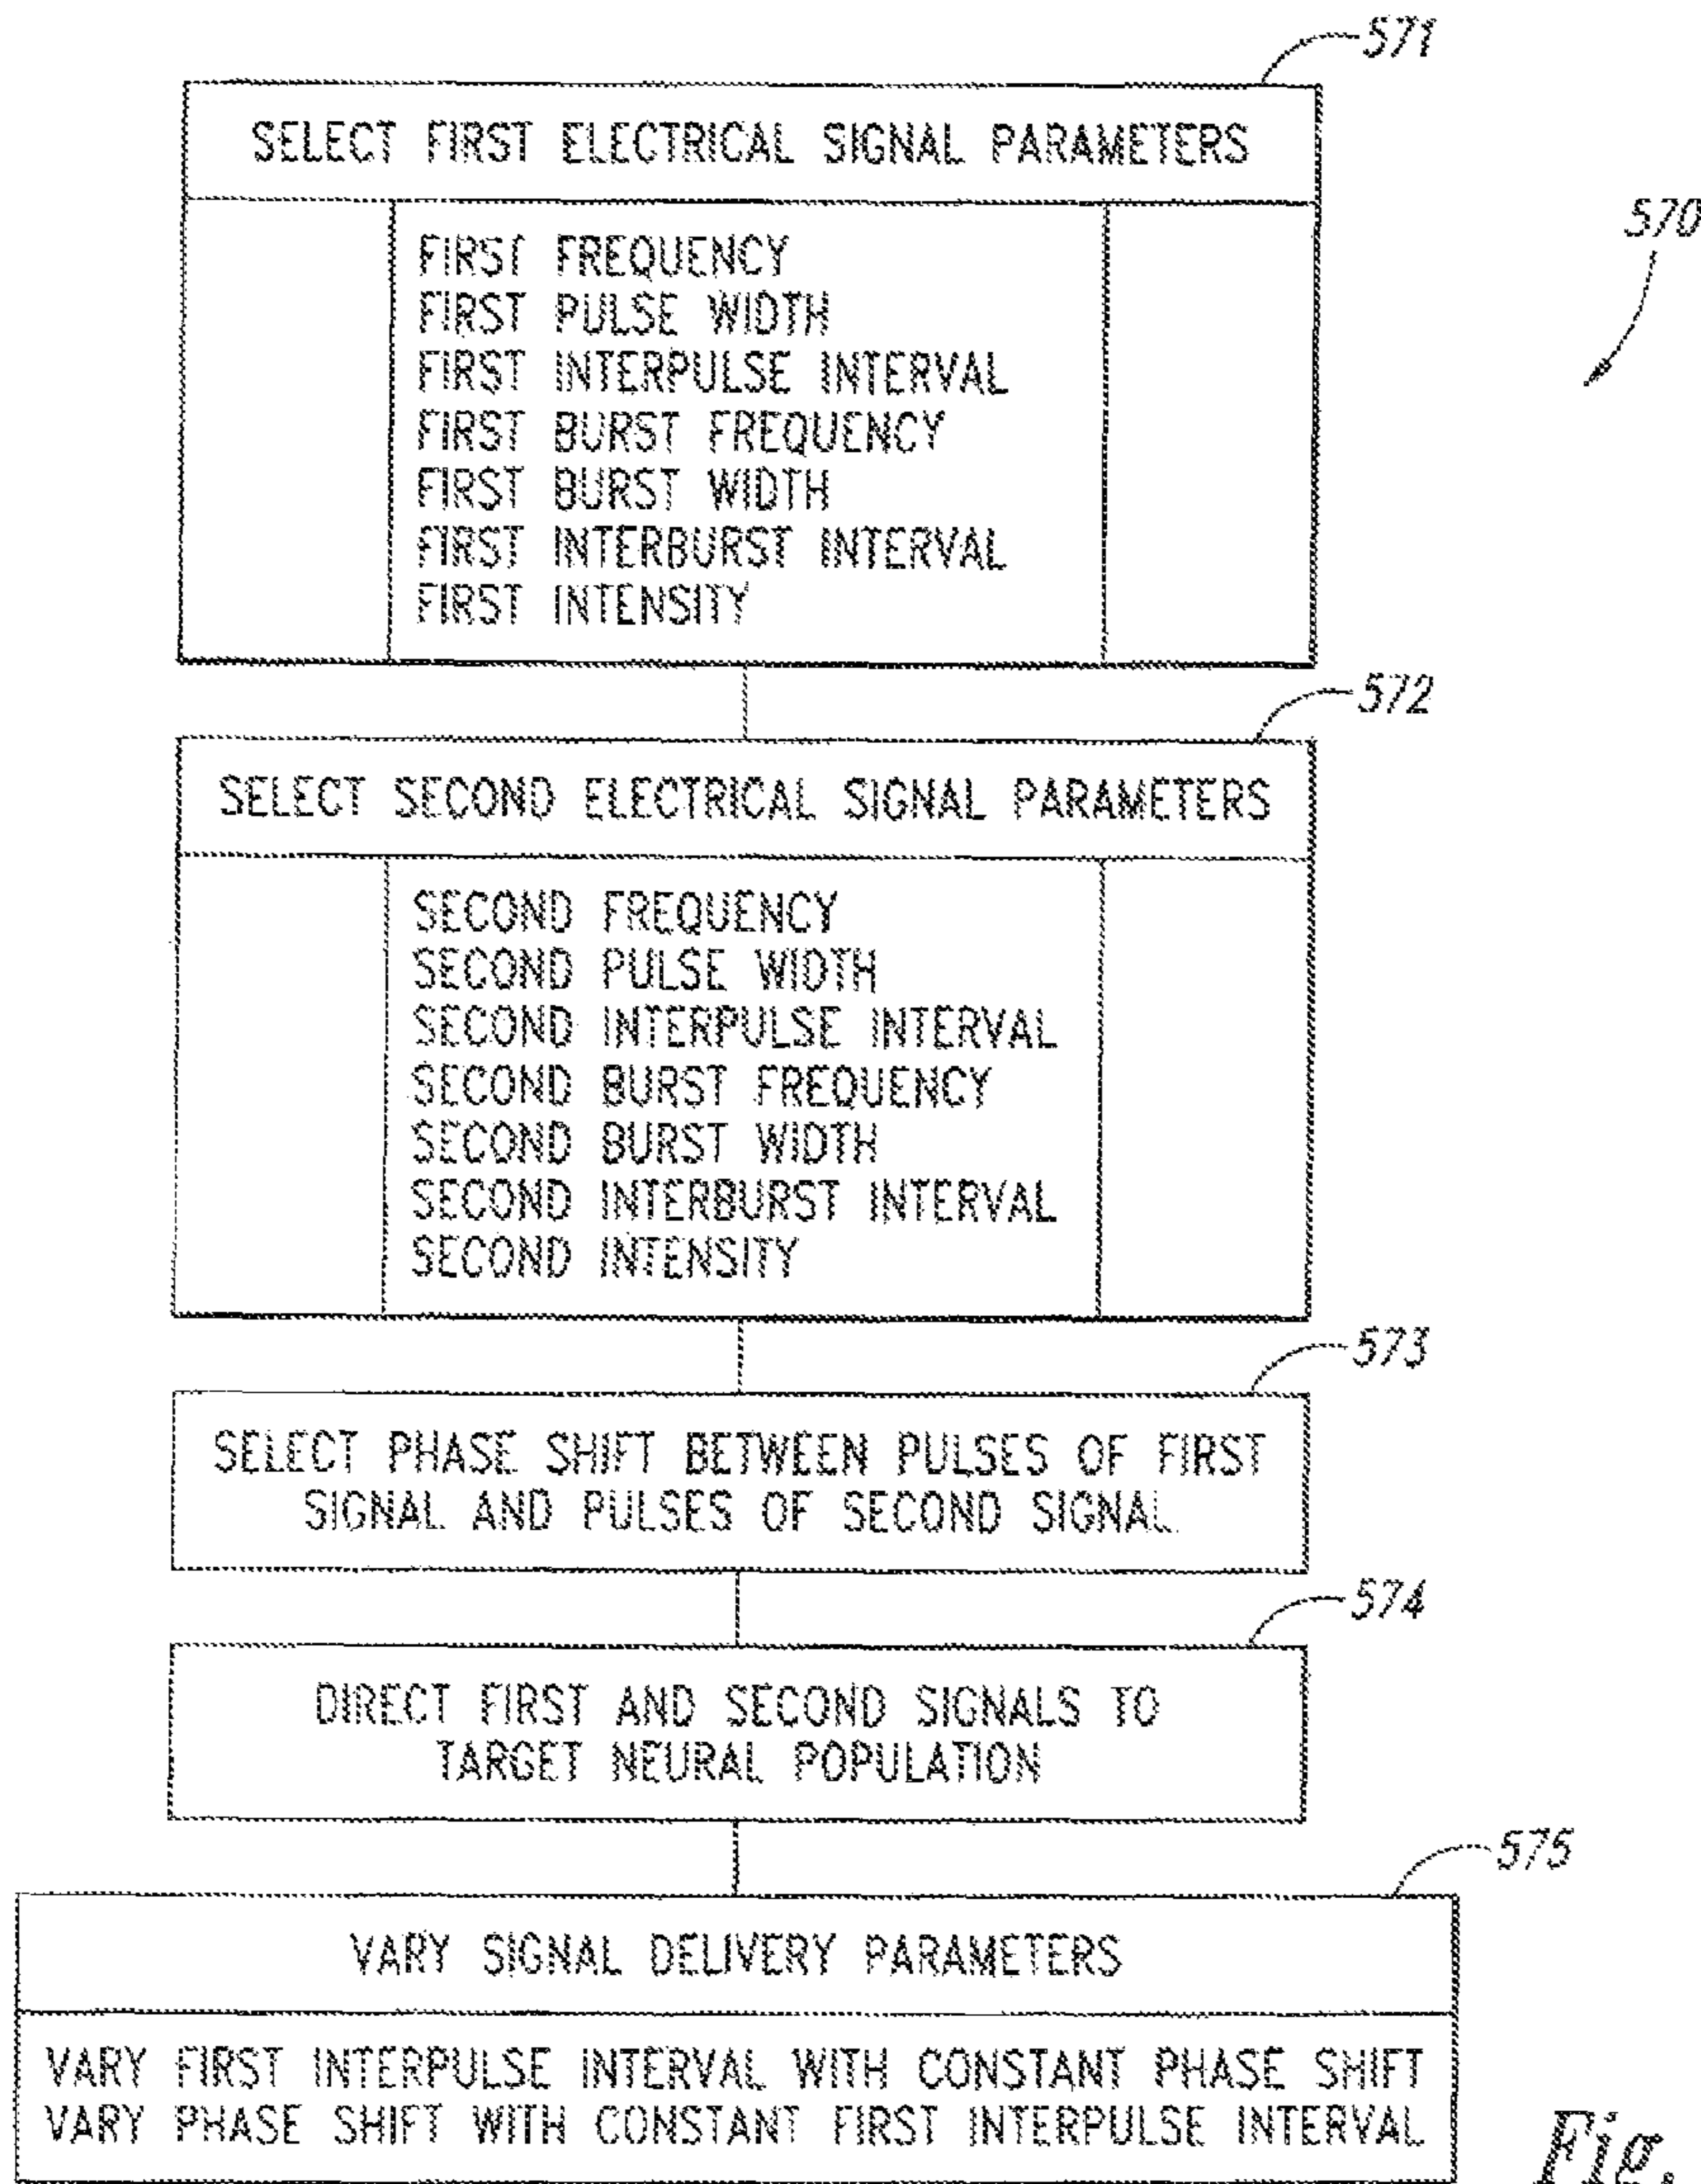 571
SELECT FIRST ELECTRICAL SIGNAL PARAMETERS
570
FIRST FREQUENCY
FIRST PULSE WIDTH
FIRST INTERPULSE INTERVAL
FIRST BURST FREQUENCY
FIRST BURST WIDTH
FIRST INTERBURST INTERVAL
FIRST INTENSITY
572
SELECT SECOND ELECTRICAL SIGNAL PARAMETERS
SECOND FREQUENCY
SECOND PULSE WIDTH
SECOND INTERPULSE INTERVAL
SECOND BURST FREQUENCY
SECOND BURST WIDTH
SECOND INTERBURST INTERVAL
SECOND INTENSITY
573
SELECT PHASE SHIFT BETWEEN PULSES OF FIRST
SIGNAL AND PULSES OF SECOND SIGNAL
574
DIRECT FIRST AND SECOND SIGNALS TO
TARGET NEURAL POPULATION
575
VARY SIGNAL DELIVERY PARAMETERS
VARY FIRST INTERPULSE INTERVAL WITH CONSTANT PHASE SHIFT
VARY PHASE SHIFT WITH CONSTANT FIRST INTERPULSE INTERVAL
Fig.